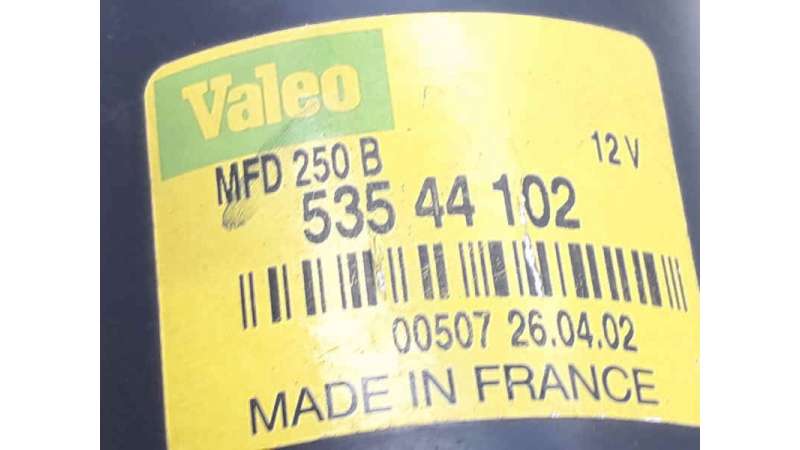 Valeo
MFD 250 B
12 V
535 44 102
00507 26.04.02
MADE IN FRANCE